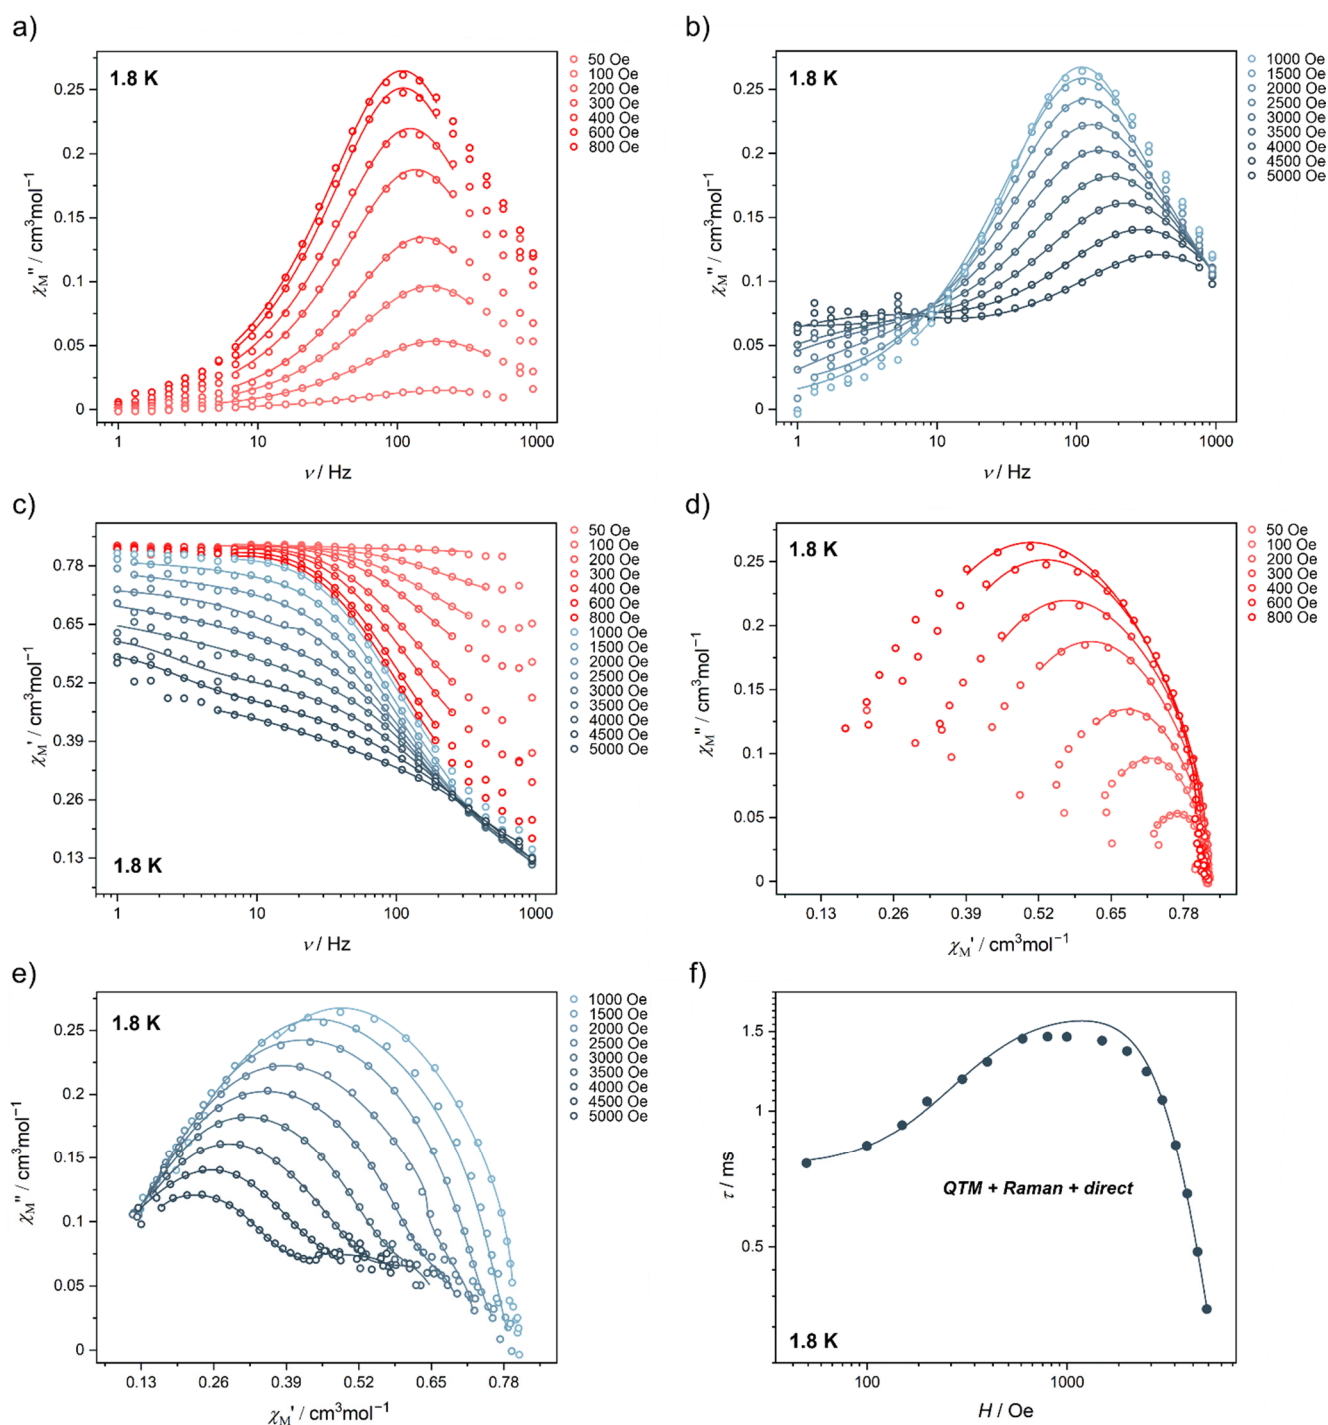 a)
1.8 K
50 Oe
100 Oe
200 Oe
300 Oe
400 Oe
600 Oe
800 Oe
0.25
0.2
0.15
0.1
0.05
0
χM'' / cm³mol⁻¹
1
10
100
1000
ν / Hz
b)
1.8 K
1000 Oe
1500 Oe
2000 Oe
2500 Oe
3000 Oe
3500 Oe
4000 Oe
4500 Oe
5000 Oe
0.25
0.2
0.15
0.1
0.05
0
χM'' / cm³mol⁻¹
1
10
100
1000
ν / Hz
c)
50 Oe
100 Oe
200 Oe
300 Oe
400 Oe
600 Oe
800 Oe
1000 Oe
1500 Oe
2000 Oe
2500 Oe
3000 Oe
3500 Oe
4000 Oe
4500 Oe
5000 Oe
0.78
0.65
0.52
0.39
0.26
0.13
χM' / cm³mol⁻¹
1.8 K
1
10
100
1000
ν / Hz
d)
1.8 K
50 Oe
100 Oe
200 Oe
300 Oe
400 Oe
600 Oe
800 Oe
0.25
0.2
0.15
0.1
0.05
0
χM'' / cm³mol⁻¹
0.13
0.26
0.39
0.52
0.65
0.78
χM' / cm³mol⁻¹
e)
1.8 K
1000 Oe
1500 Oe
2000 Oe
2500 Oe
3000 Oe
3500 Oe
4000 Oe
4500 Oe
5000 Oe
0.25
0.2
0.15
0.1
0.05
0
χM'' / cm³mol⁻¹
0.13
0.26
0.39
0.52
0.65
0.78
χM' / cm³mol⁻¹
f)
1.5
1
0.5
τ / ms
QTM + Raman + direct
1.8 K
100
1000
H / Oe